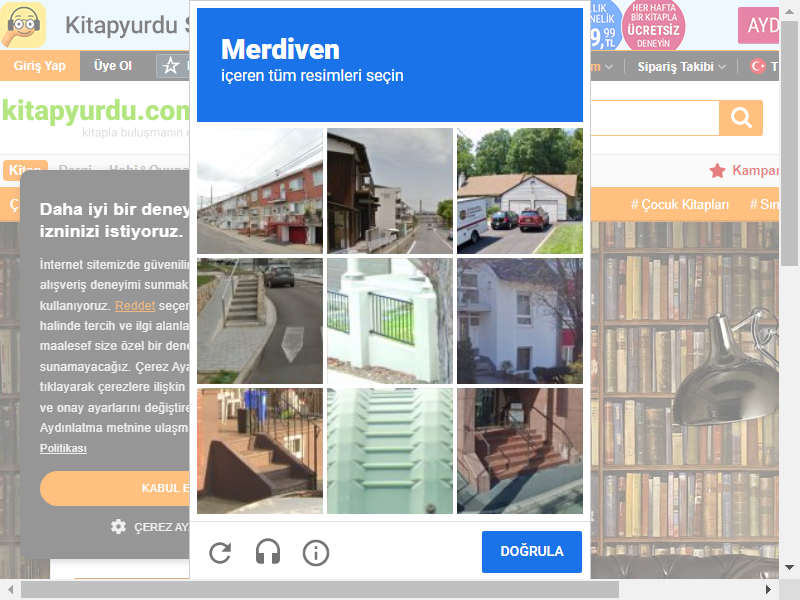 Kitapyurdu S
LIK
NELİK
9,99
TL
HER HAFTA
BİR KİTAPLA
ÜCRETSİZ
DENEYİN
AYD
Giriş Yap
Üye Ol
m
Sipariş Takibi
T
kitapyurdu.com
kitapla buluşmanın
Kitap
Dergi
Hobi & Oyunc
Kampan
Ç
# Çocuk Kitapları
# Sın
Daha iyi bir deney
izninizi istiyoruz.
İnternet sitemizde güvenilir
alışveriş deneyimi sunmak
kullanıyoruz. Reddet seçen
halinde tercih ve ilgi alanla
maalesef size özel bir dene
sunamayacağız. Çerez Aya
tıklayarak çerezlere ilişkin
ve onay ayarlarını değiştire
Aydınlatma metnine ulaşm
Politikası
KABUL E
ÇEREZ AY
Merdiven
içeren tüm resimleri seçin
DOĞRULA